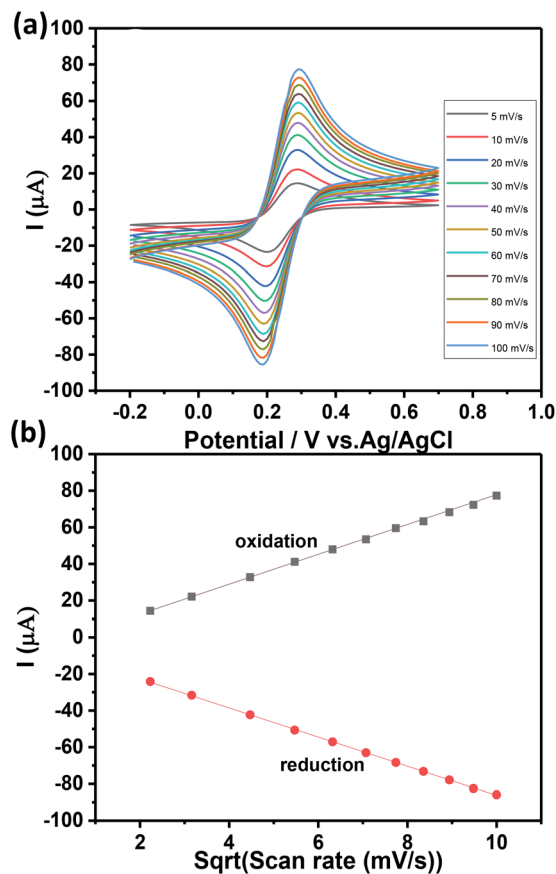 (a)
100
80
60
40
20
0
-20
-40
-60
-80
-100
I (µA)
5 mV/s
10 mV/s
20 mV/s
30 mV/s
40 mV/s
50 mV/s
60 mV/s
70 mV/s
80 mV/s
90 mV/s
100 mV/s
-0.2 0.0 0.2 0.4 0.6 0.8 1.0
Potential / V vs.Ag/AgCl
(b)
100
80
60
40
20
0
-20
-40
-60
-80
-100
I (µA)
oxidation
reduction
2 4 6 8 10
Sqrt(Scan rate (mV/s))